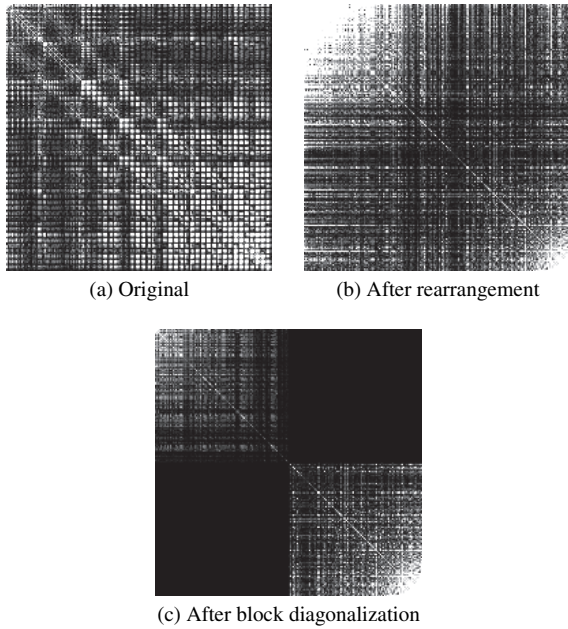 (a) Original
(b) After rearrangement
(c) After block diagonalization